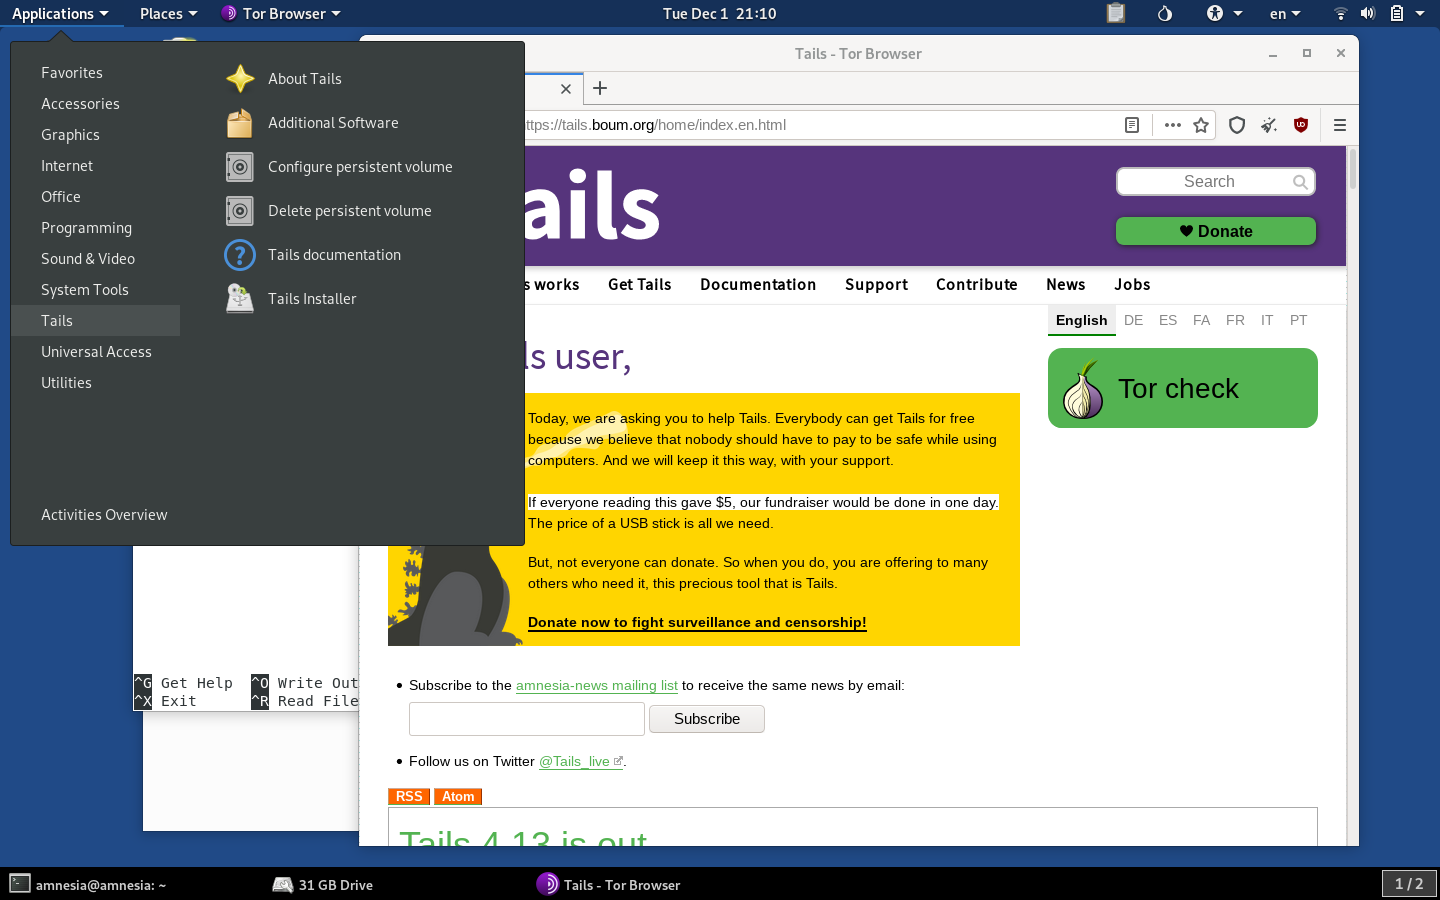 Applications Places Tor Browser Tue Dec 1 21:10 en
Favorites
Accessories
Graphics
Internet
Office
Programming
Sound & Video
System Tools
Tails
Universal Access
Utilities
Activities Overview
About Tails
Additional Software
Configure persistent volume
Delete persistent volume
Tails documentation
Tails Installer
Tails - Tor Browser
ttps://tails.boum.org/home/index.en.html
ails
Search
Donate
s works Get Tails Documentation Support Contribute News Jobs
English DE ES FA FR IT PT
ls user,
Tor check
Today, we are asking you to help Tails. Everybody can get Tails for free
because we believe that nobody should have to pay to be safe while using
computers. And we will keep it this way, with your support.
If everyone reading this gave $5, our fundraiser would be done in one day.
The price of a USB stick is all we need.
But, not everyone can donate. So when you do, you are offering to many
others who need it, this precious tool that is Tails.
Donate now to fight surveillance and censorship!
• Subscribe to the amnesia-news mailing list to receive the same news by email:
Subscribe
• Follow us on Twitter @Tails_live.
RSS Atom
Tails 4.13 is out
^G Get Help ^O Write Out
^X Exit ^R Read File
amnesia@amnesia: ~ 31 GB Drive Tails - Tor Browser 1 / 2